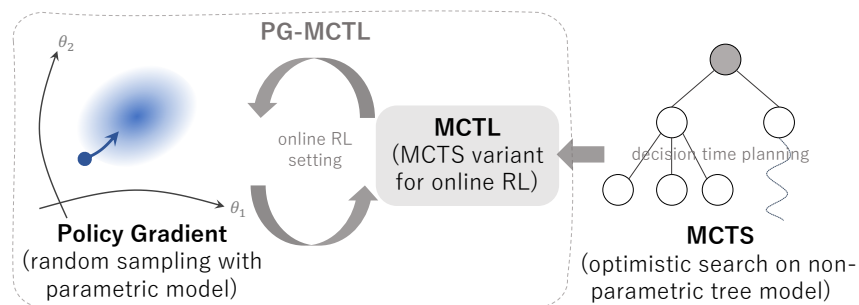 PG-MCTL
θ2
online RL
setting
MCTL
(MCTS variant
for online RL)
decision time planning
θ1
Policy Gradient
(random sampling with
parametric model)
MCTS
(optimistic search on non-
parametric tree model)